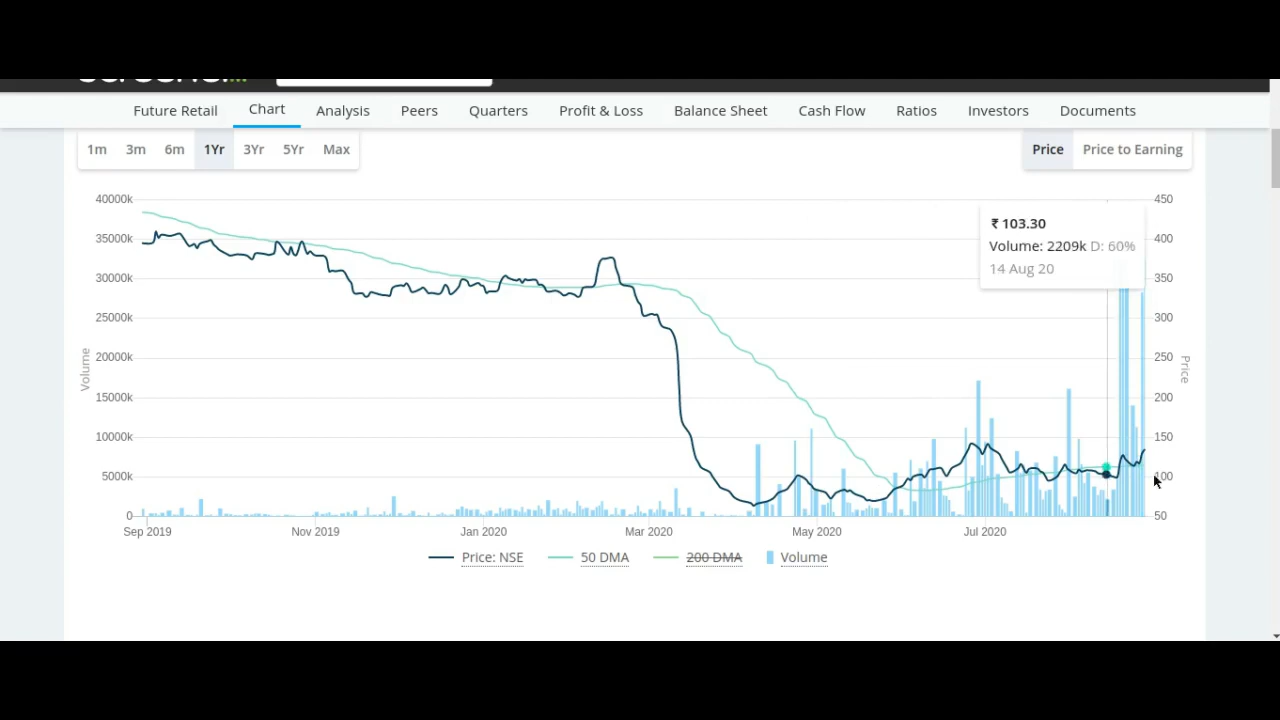 Future Retail Chart Analysis Peers Quarters Profit & Loss Balance Sheet Cash Flow Ratios Investors Documents
1m 3m 6m 1Yr 3Yr 5Yr Max Price Price to Earning
40000k 450
₹ 103.30
35000k 400
Volume: 2209k D: 60%
14 Aug 20
30000k 350
25000k 300
20000k 250
Volume Price
15000k 200
10000k 150
5000k 100
0 50
Sep 2019 Nov 2019 Jan 2020 Mar 2020 May 2020 Jul 2020
Price: NSE 50 DMA 200 DMA Volume